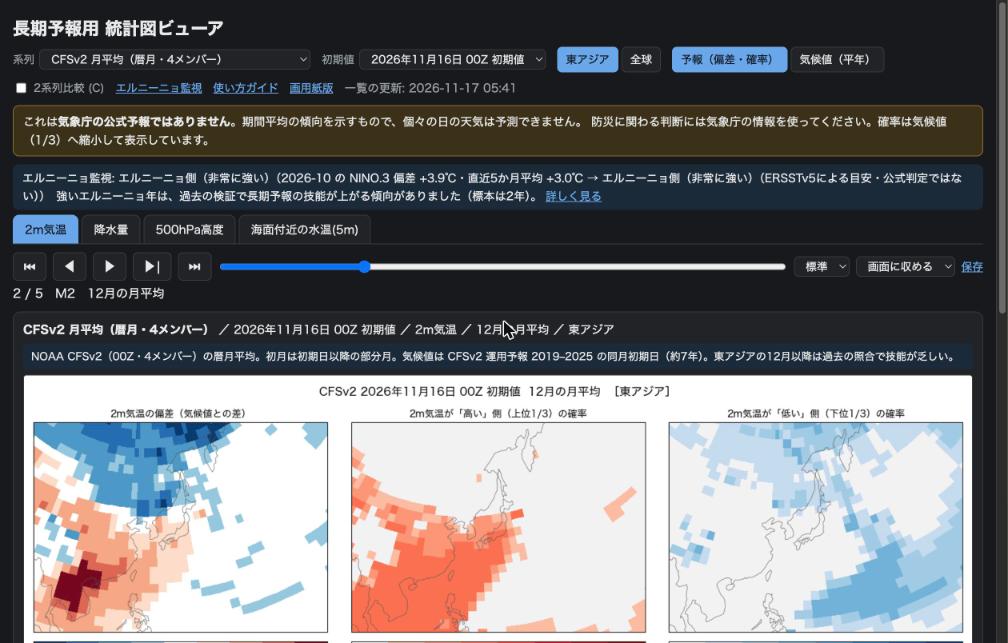 長期予報用 統計図ビューア
系列 CFSv2 月平均（暦月・4メンバー） 初期値 2026年11月16日 00Z 初期値 東アジア 全球 予報（偏差・確率） 気候値（平年）
2系列比較 (C) エルニーニョ監視 使い方ガイド 画用紙版 一覧の更新: 2026-11-17 05:41
これは気象庁の公式予報ではありません。期間平均の傾向を示すもので、個々の日の天気は予測できません。 防災に関わる判断には気象庁の情報を使ってください。確率は気候値
（1/3）へ縮小して表示しています。
エルニーニョ監視: エルニーニョ側（非常に強い）（2026-10 の NINO.3 偏差 +3.9℃・直近5か月平均 +3.0℃ → エルニーニョ側（非常に強い）（ERSSTv5による目安・公式判定ではな
い）） 強いエルニーニョ年は、過去の検証で長期予報の技能が上がる傾向がありました（標本は2年）。 詳しく見る
2m気温 降水量 500hPa高度 海面付近の水温(5m)
標準 画面に収める 保存
2 / 5 M2 12月の月平均
CFSv2 月平均（暦月・4メンバー） ／ 2026年11月16日 00Z 初期値 ／ 2m気温 ／ 12月の月平均 ／ 東アジア
NOAA CFSv2（00Z・4メンバー）の暦月平均。初月は初期日以降の部分月。気候値は CFSv2 運用予報 2019–2025 の同月初期日（約7年）。東アジアの12月以降は過去の照合で技能が乏しい。
CFSv2 2026年11月16日 00Z 初期値 12月の月平均 ［東アジア］
2m気温の偏差（気候値との差） 2m気温が「高い」側（上位1/3）の確率 2m気温が「低い」側（下位1/3）の確率